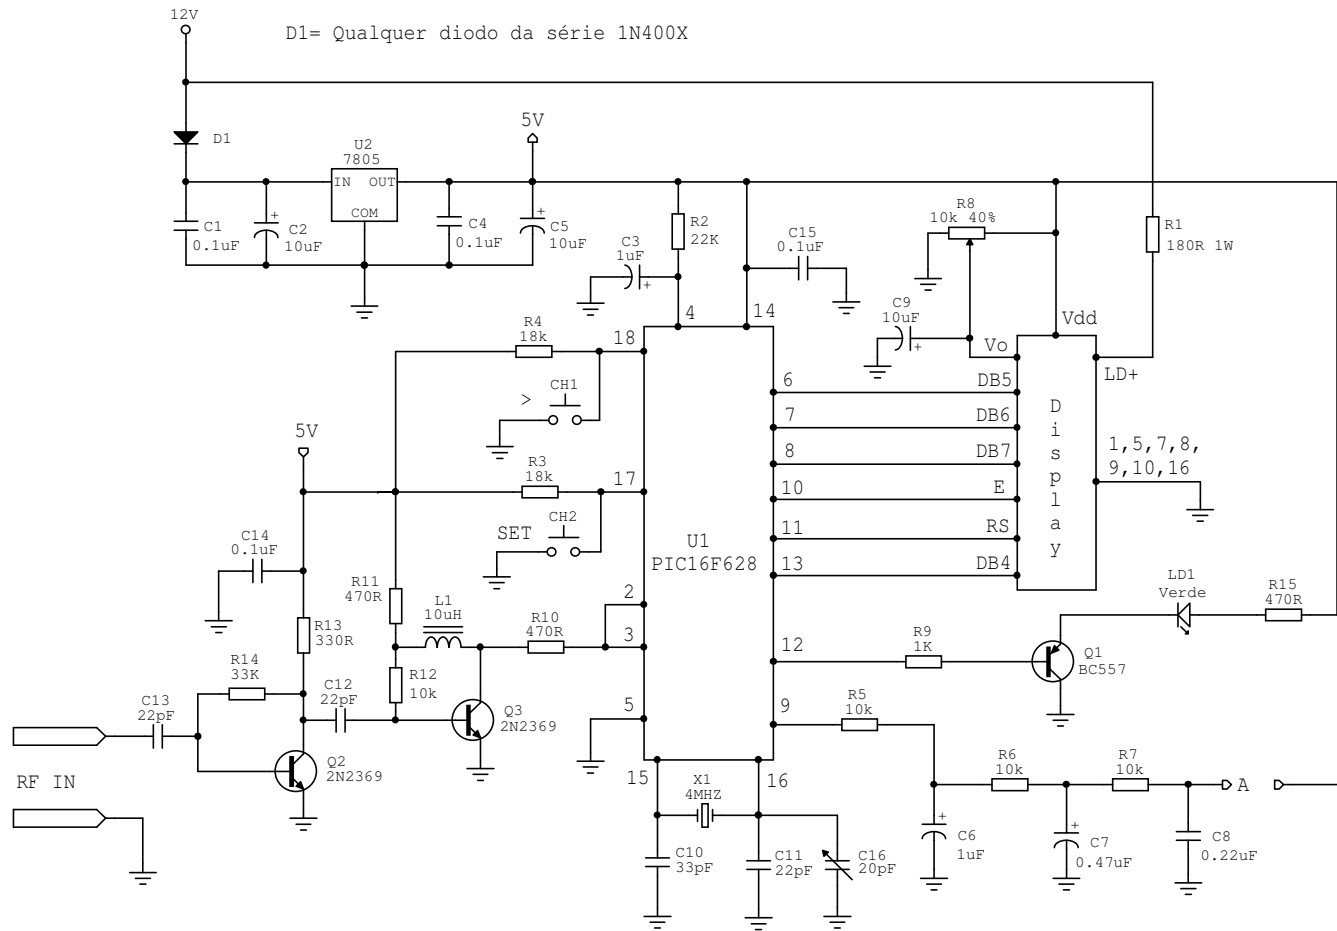 12V
D1= Qualquer diodo da série 1N400X
D1
U2
7805
IN OUT
COM
5V
C1
0.1uF
C2
10uF
+
C4
0.1uF
C5
10uF
+
C3
1uF
+
R2
22K
C15
0.1uF
R8
10k 40%
R1
180R 1W
C9
10uF
+
4
14
Vdd
Vo
LD+
R4
18k
18
CH1
>
6
DB5
7
DB6
8
DB7
10
E
11
RS
13
DB4
Display
1,5,7,8,
9,10,16
5V
R3
18k
17
SET
CH2
U1
PIC16F628
C14
0.1uF
R11
470R
L1
10uH
R10
470R
2
3
R13
330R
R14
33K
C12
22pF
R12
10k
C13
22pF
Q3
2N2369
Q2
2N2369
RF IN
5
15
16
X1
4MHZ
C10
33pF
C11
22pF
C16
20pF
12
R9
1K
LD1
Verde
R15
470R
Q1
BC557
9
R5
10k
R6
10k
R7
10k
A
C6
1uF
+
C7
0.47uF
+
C8
0.22uF